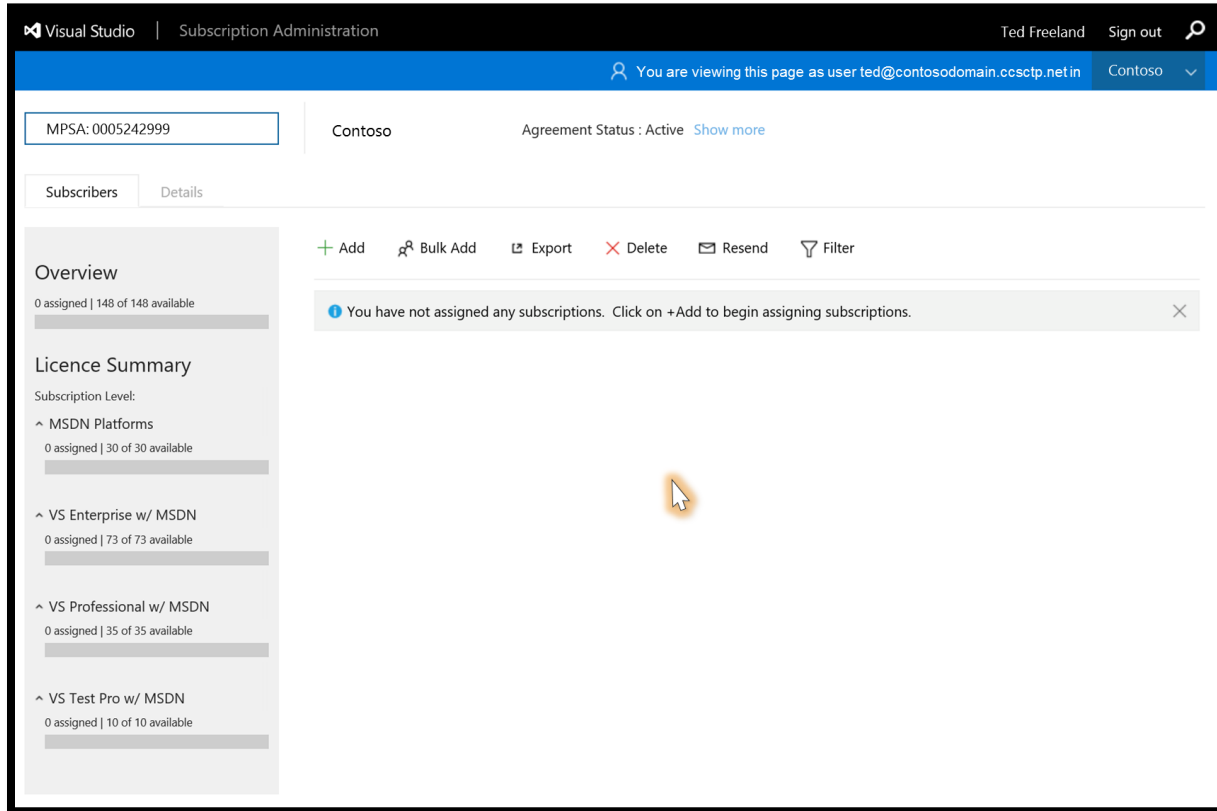 Visual Studio | Subscription Administration Ted Freeland Sign out
You are viewing this page as user ted@contosodomain.ccsctp.net in Contoso
MPSA: 0005242999 Contoso Agreement Status : Active Show more
Subscribers Details
Add Bulk Add Export Delete Resend Filter
Overview
0 assigned | 148 of 148 available
You have not assigned any subscriptions. Click on +Add to begin assigning subscriptions.
Licence Summary
Subscription Level:
MSDN Platforms
0 assigned | 30 of 30 available
VS Enterprise w/ MSDN
0 assigned | 73 of 73 available
VS Professional w/ MSDN
0 assigned | 35 of 35 available
VS Test Pro w/ MSDN
0 assigned | 10 of 10 available